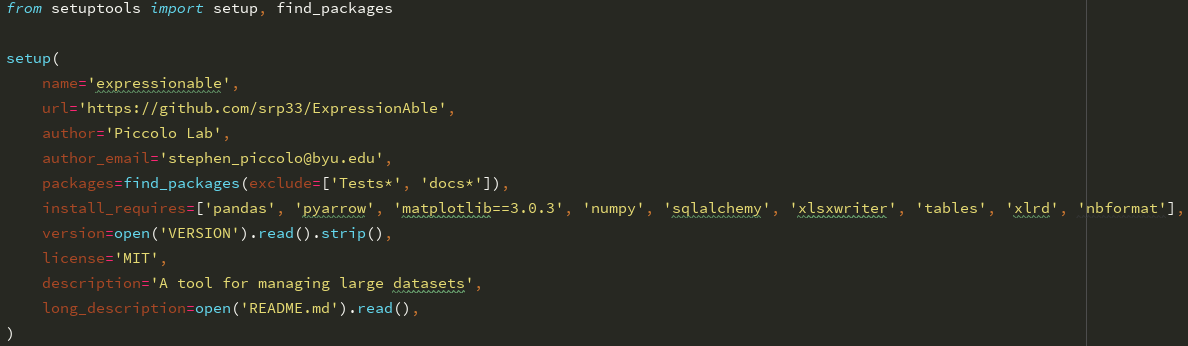 from setuptools import setup, find_packages

setup(
    name='expressionable',
    url='https://github.com/srp33/ExpressionAble',
    author='Piccolo Lab',
    author_email='stephen_piccolo@byu.edu',
    packages=find_packages(exclude=['Tests*', 'docs*']),
    install_requires=['pandas', 'pyarrow', 'matplotlib==3.0.3', 'numpy', 'sqlalchemy', 'xlsxwriter', 'tables', 'xlrd', 'nbformat'],
    version=open('VERSION').read().strip(),
    license='MIT',
    description='A tool for managing large datasets',
    long_description=open('README.md').read(),
)